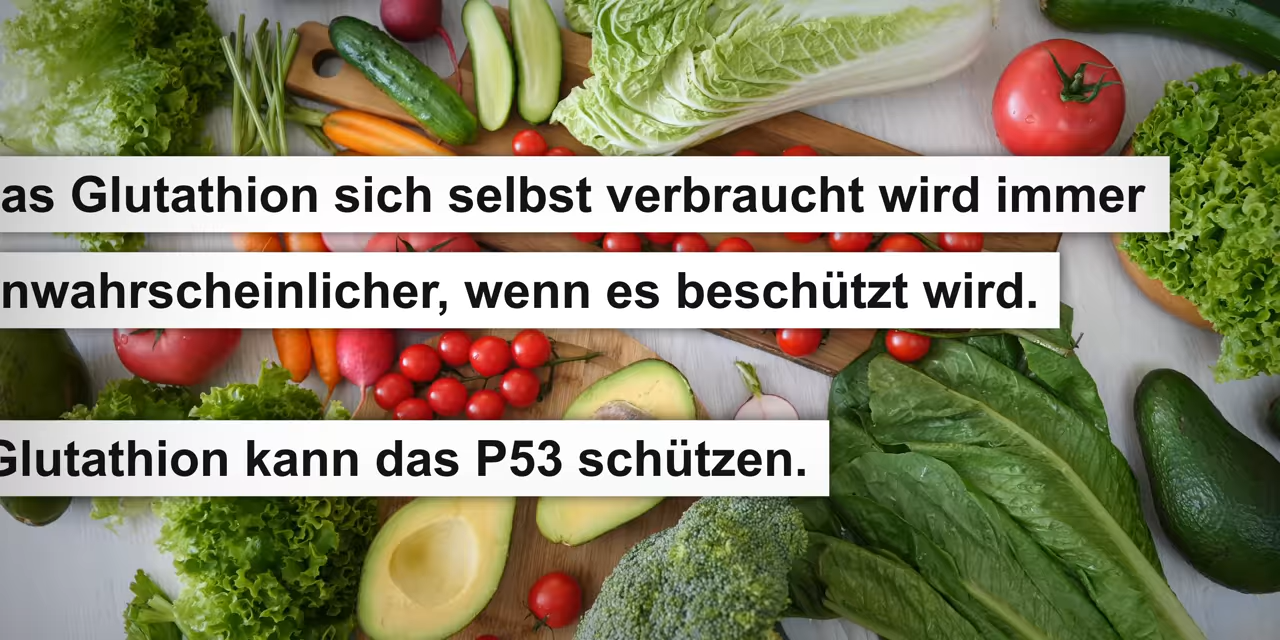 as Glutathion sich selbst verbraucht wird immer
nwahrscheinlicher, wenn es beschützt wird.
Glutathion kann das P53 schützen.